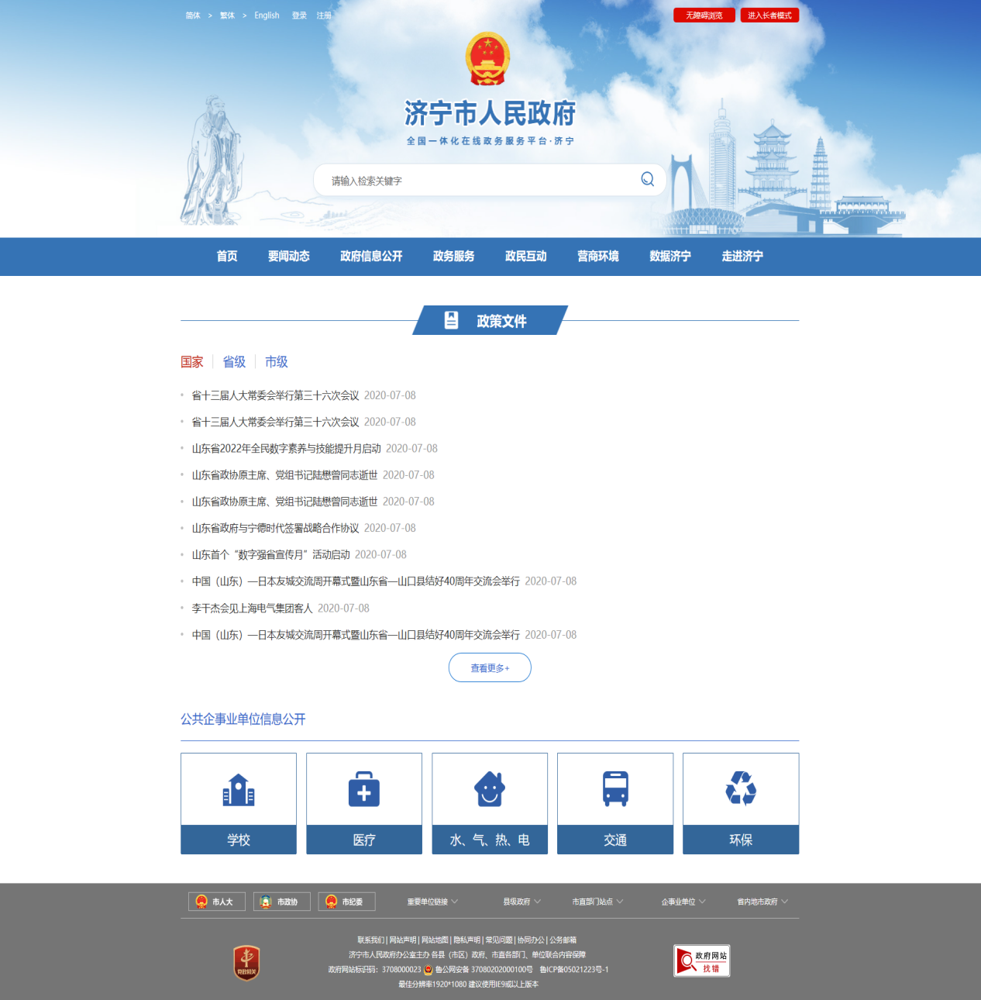 简体 > 繁体 > English 登录 注册 无障碍浏览 进入长者模式
济宁市人民政府
全国一体化在线政务服务平台·济宁
请输入检索关键字
首页 要闻动态 政府信息公开 政务服务 政民互动 营商环境 数据济宁 走进济宁
政策文件
国家 省级 市级
省十三届人大常委会举行第三十六次会议 2020-07-08
省十三届人大常委会举行第三十六次会议 2020-07-08
山东省2022年全民数字素养与技能提升月启动 2020-07-08
山东省政协原主席、党组书记陆懋曾同志逝世 2020-07-08
山东省政协原主席、党组书记陆懋曾同志逝世 2020-07-08
山东省政府与宁德时代签署战略合作协议 2020-07-08
山东首个“数字强省宣传月”活动启动 2020-07-08
中国（山东）—日本友城交流周开幕式暨山东省—山口县结好40周年交流会举行 2020-07-08
李干杰会见上海电气集团客人 2020-07-08
中国（山东）—日本友城交流周开幕式暨山东省—山口县结好40周年交流会举行 2020-07-08
查看更多+
公共企事业单位信息公开
学校 医疗 水、气、热、电 交通 环保
市人大 市政协 市纪委 重要单位链接 县级政府 市直部门站点 企事业单位 省内地市政府
联系我们 | 网站声明 | 网站地图 | 隐私声明 | 常见问题 | 协同办公 | 公务邮箱
济宁市人民政府办公室主办 各县（市区）政府、市直各部门、单位联合内容保障
政府网站标识码：3708000023 鲁公网安备 37080202000100号 鲁ICP备05021223号-1
最佳分辨率1920*1080 建议使用IE9或以上版本
党政机关
政府网站
找错